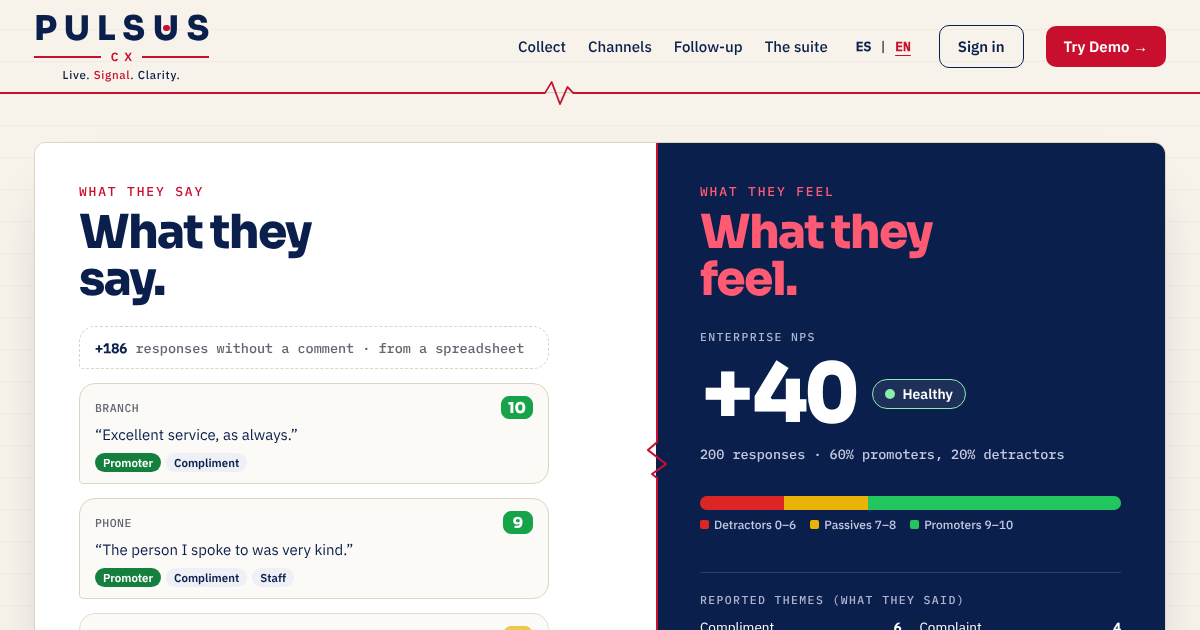 PULSUS
CX
Live. Signal. Clarity.
Collect
Channels
Follow-up
The suite
ES | EN
Sign in
Try Demo →
WHAT THEY SAY
What they
say.
+186 responses without a comment · from a spreadsheet
BRANCH
10
“Excellent service, as always.”
Promoter
Compliment
PHONE
9
“The person I spoke to was very kind.”
Promoter
Compliment
Staff
WHAT THEY FEEL
What they
feel.
ENTERPRISE NPS
+40
Healthy
200 responses · 60% promoters, 20% detractors
Detractors 0–6
Passives 7–8
Promoters 9–10
REPORTED THEMES (WHAT THEY SAID)
Compliment 6
Complaint 4